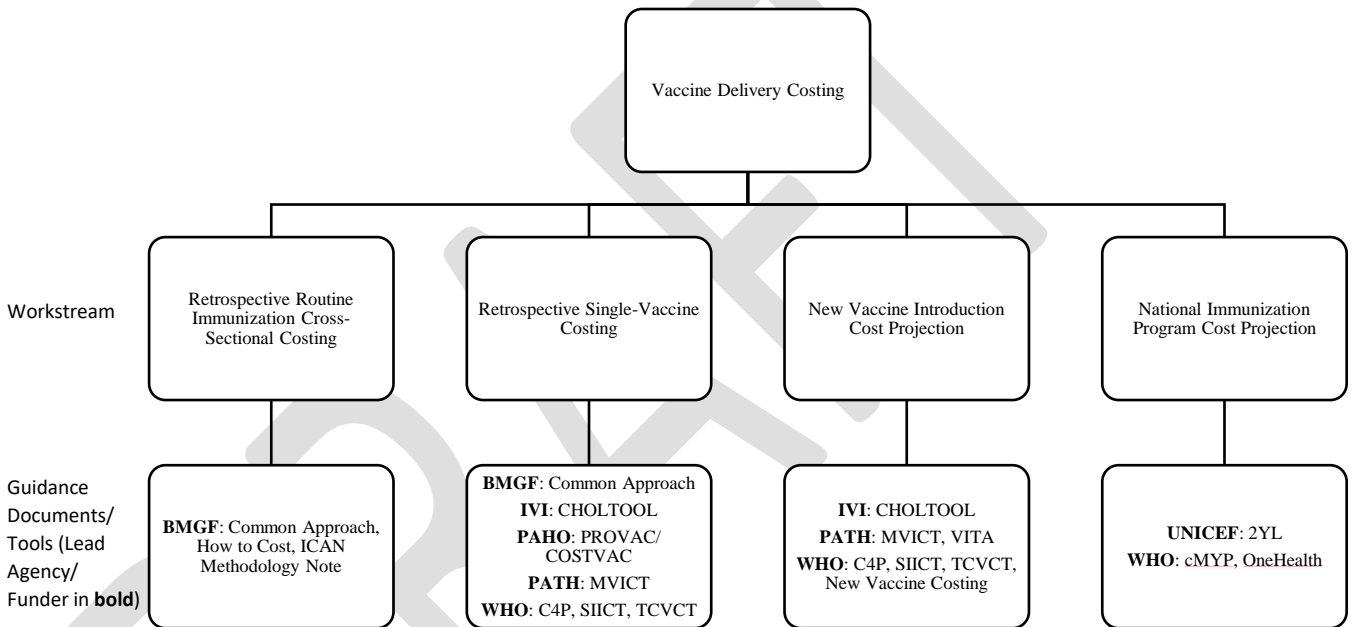 Vaccine Delivery Costing
Workstream
Retrospective Routine
Immunization Cross-
Sectional Costing
Retrospective Single-Vaccine
Costing
New Vaccine Introduction
Cost Projection
National Immunization
Program Cost Projection
Guidance
Documents/
Tools (Lead
Agency/
Funder in bold)
BMGF: Common Approach,
How to Cost, ICAN
Methodology Note
BMGF: Common Approach
IVI: CHOLTOOL
PAHO: PROVAC/
COSTVAC
PATH: MVICT
WHO: C4P, SIICT, TCVCT
IVI: CHOLTOOL
PATH: MVICT, VITA
WHO: C4P, SIICT, TCVCT,
New Vaccine Costing
UNICEF: 2YL
WHO: cMYP, OneHealth
DRAFT